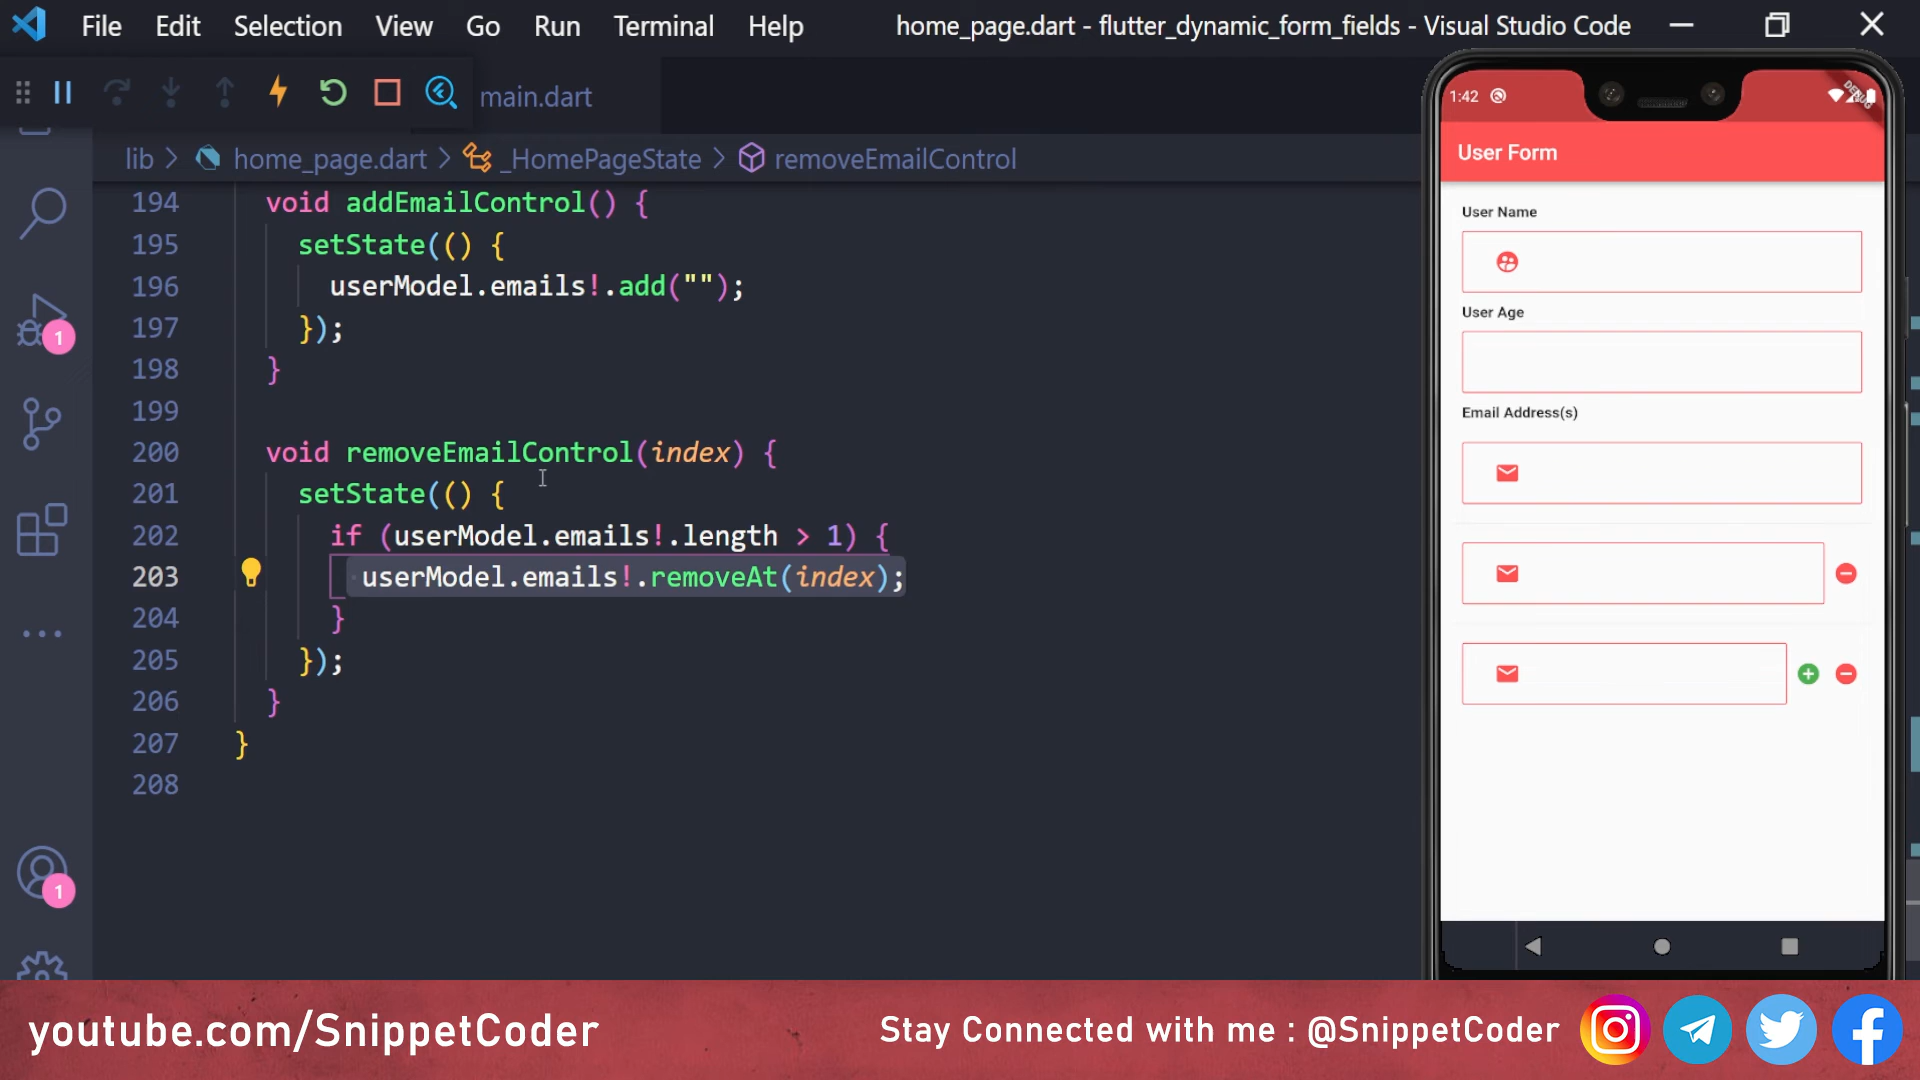 File Edit Selection View Go Run Terminal Help home_page.dart - flutter_dynamic_form_fields - Visual Studio Code
main.dart
lib > home_page.dart > _HomePageState > removeEmailControl
194 void addEmailControl() {
195 setState(() {
196 userModel.emails!.add("");
197 });
198 }
199
200 void removeEmailControl(index) {
201 setState(() {
202 if (userModel.emails!.length > 1) {
203 userModel.emails!.removeAt(index);
204 }
205 });
206 }
207 }
208
1
1
1:42
DEBUG
User Form
User Name
User Age
Email Address(s)
youtube.com/SnippetCoder
Stay Connected with me : @SnippetCoder